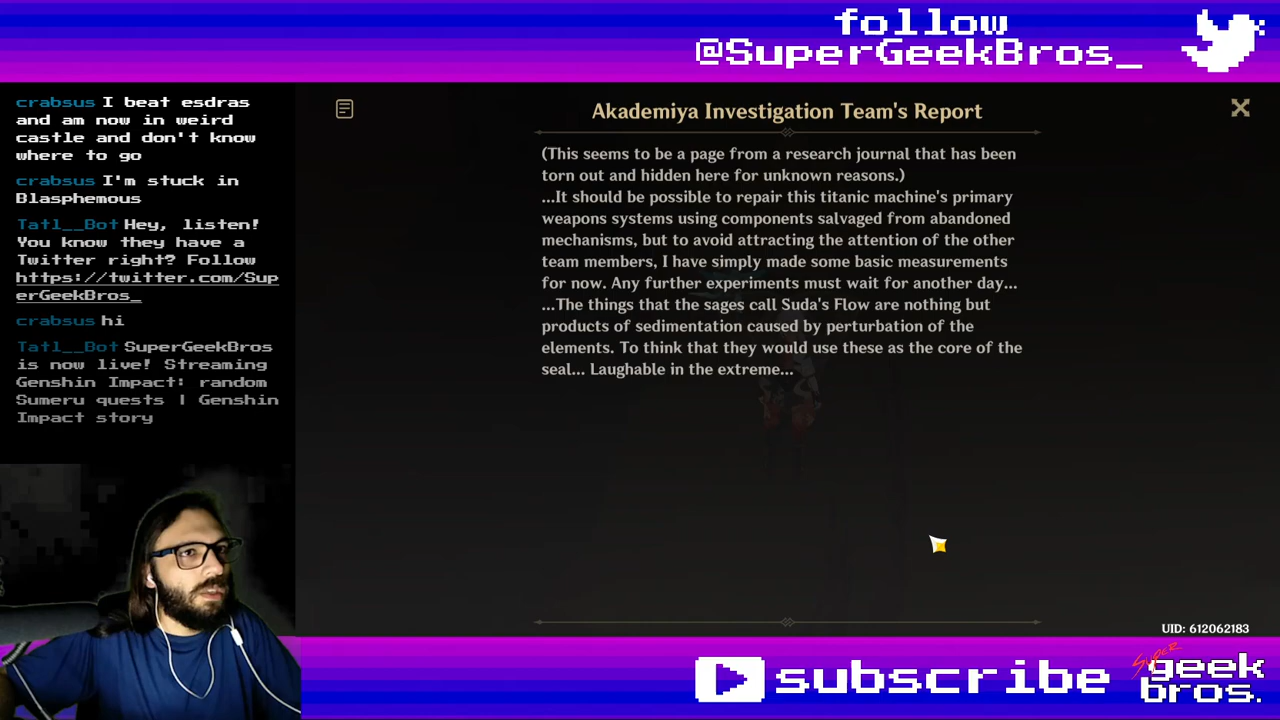 follow
@SuperGeekBros_
crabsus I beat esdras
and am now in weird
castle and don't know
where to go
crabsus I'm stuck in
Blasphemous
Tatl__Bot Hey, listen!
You know they have a
Twitter right? Follow
https://twitter.com/Sup
erGeekBros_
crabsus hi
Tatl__Bot SuperGeekBros
is now live! Streaming
Genshin Impact: random
Sumeru quests | Genshin
Impact story
Akademiya Investigation Team's Report
(This seems to be a page from a research journal that has been
torn out and hidden here for unknown reasons.)
...It should be possible to repair this titanic machine's primary
weapons systems using components salvaged from abandoned
mechanisms, but to avoid attracting the attention of the other
team members, I have simply made some basic measurements
for now. Any further experiments must wait for another day...
...The things that the sages call Suda's Flow are nothing but
products of sedimentation caused by perturbation of the
elements. To think that they would use these as the core of the
seal... Laughable in the extreme...
UID: 612062183
subscribe
SUPER
geek
bros.